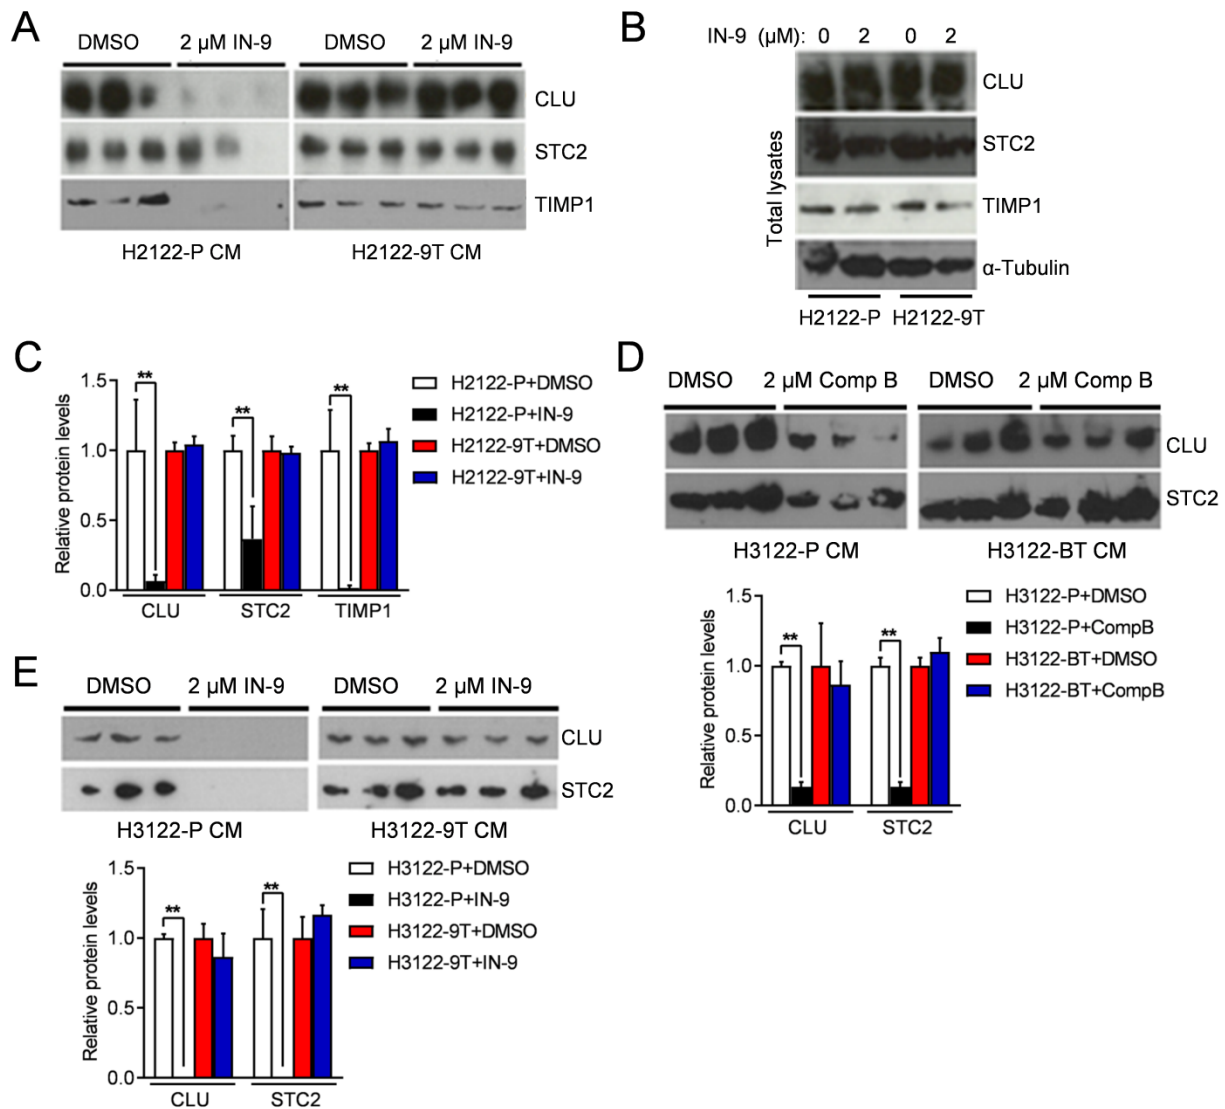 A
DMSO 2 µM IN-9 DMSO 2 µM IN-9
CLU
STC2
TIMP1
H2122-P CM H2122-9T CM
B
IN-9 (µM): 0 2 0 2
Total lysates
CLU
STC2
TIMP1
α-Tubulin
H2122-P H2122-9T
C
Relative protein levels
1.5
1.0
0.5
0.0
** ** **
CLU STC2 TIMP1
H2122-P+DMSO
H2122-P+IN-9
H2122-9T+DMSO
H2122-9T+IN-9
D
DMSO 2 µM Comp B DMSO 2 µM Comp B
CLU
STC2
H3122-P CM H3122-BT CM
Relative protein levels
1.5
1.0
0.5
0.0
** **
CLU STC2
H3122-P+DMSO
H3122-P+CompB
H3122-BT+DMSO
H3122-BT+CompB
E
DMSO 2 µM IN-9 DMSO 2 µM IN-9
CLU
STC2
H3122-P CM H3122-9T CM
Relative protein levels
1.5
1.0
0.5
0.0
** **
CLU STC2
H3122-P+DMSO
H3122-P+IN-9
H3122-9T+DMSO
H3122-9T+IN-9